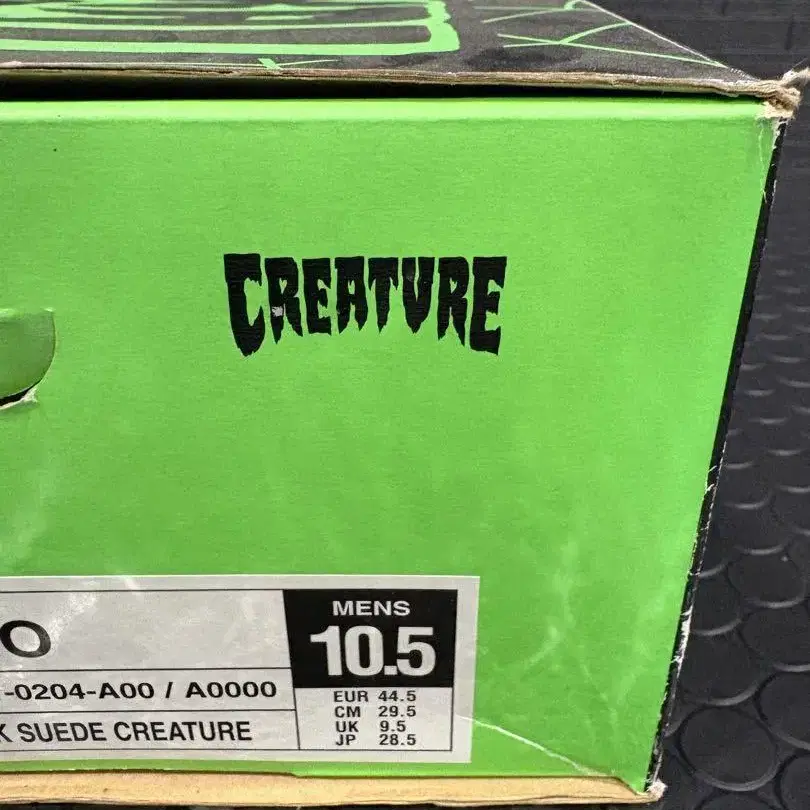 CREATURE
O
MENS
10.5
-0204-A00 / A0000
EUR 44.5
CM 29.5
UK 9.5
JP 28.5
K SUEDE CREATURE